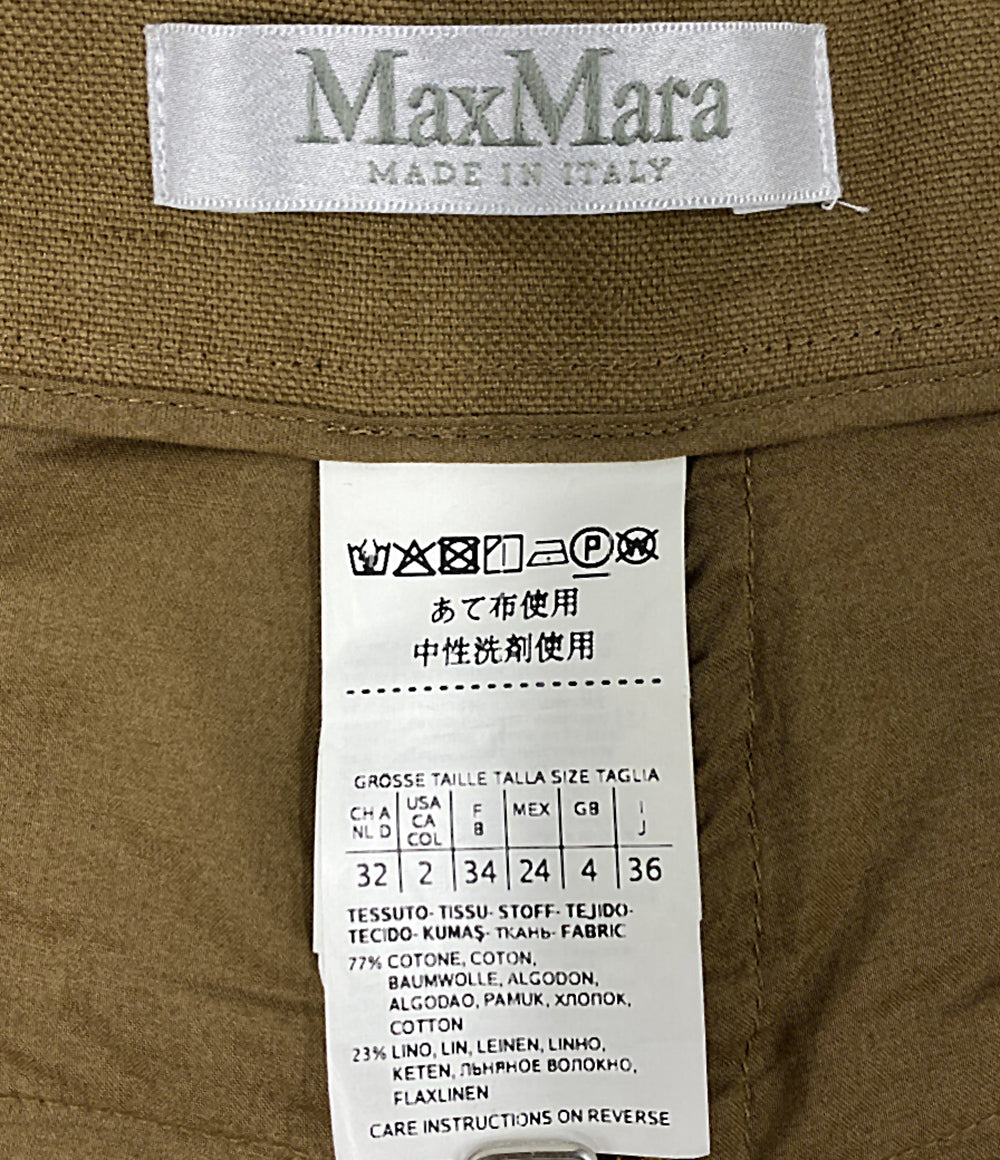 MaxMara
MADE IN ITALY
P W
あて布使用
中性洗剤使用
GROSSE TAILLE TALLA SIZE TAGLIA
CH A NL D USA CA COL F B MEX GB I J
32 2 34 24 4 36
TESSUTO- TISSU- STOFF- TEJIDO-
TECIDO- KUMAŞ- ТКАНЬ- FABRIC
77% COTONE, COTON,
BAUMWOLLE, ALGODON,
ALGODAO, PAMUK, ХЛОПОК,
COTTON
23% LINO, LIN, LEINEN, LINHO,
KETEN, ЛЬНЯНОЕ ВОЛОКНО,
FLAXLINEN
CARE INSTRUCTIONS ON REVERSE